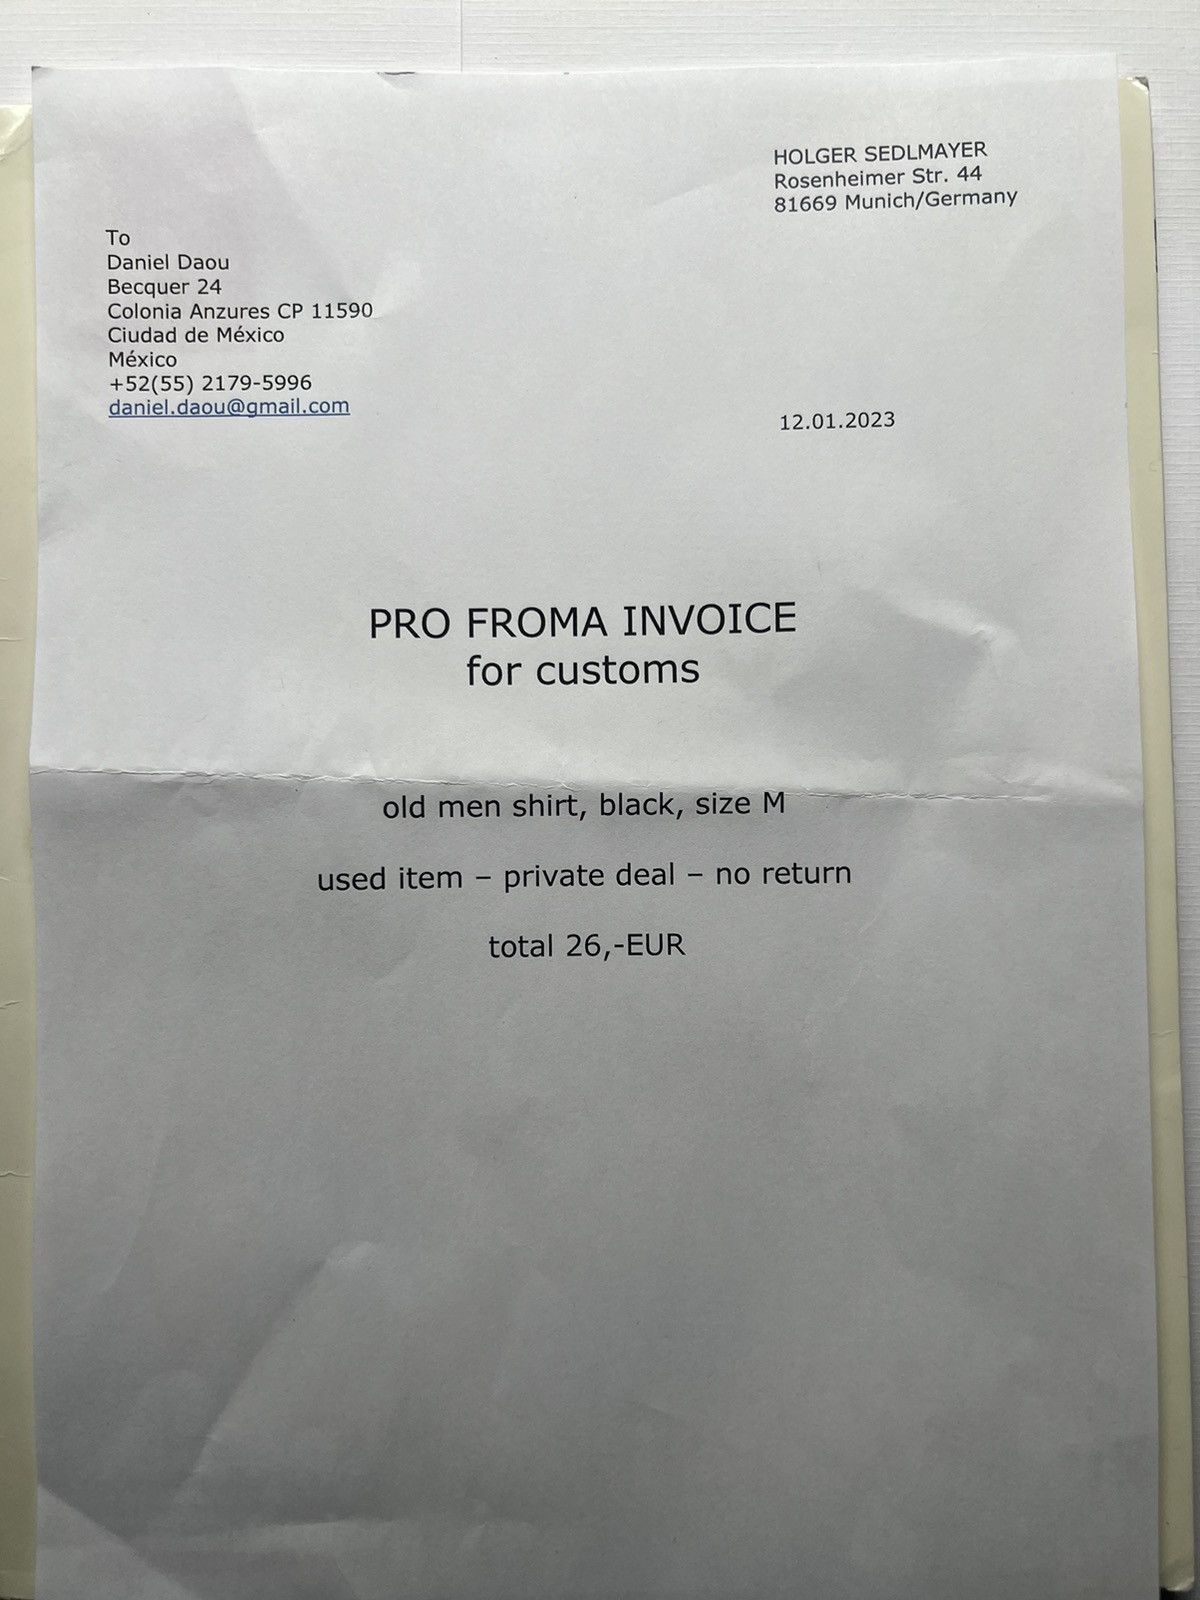 HOLGER SEDLMAYER
Rosenheimer Str. 44
81669 Munich/Germany
To
Daniel Daou
Becquer 24
Colonia Anzures CP 11590
Ciudad de México
México
+52(55) 2179-5996
daniel.daou@gmail.com
12.01.2023
PRO FROMA INVOICE
for customs
old men shirt, black, size M
used item – private deal – no return
total 26,-EUR